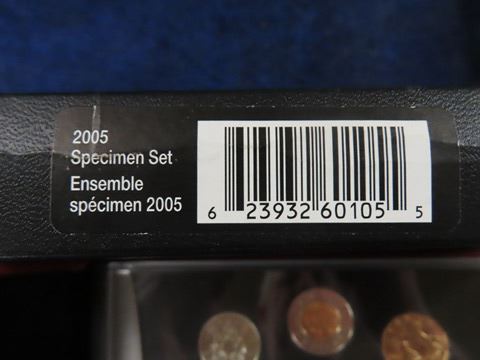 2005
Specimen Set
Ensemble
spécimen 2005
6 23932 60105 5